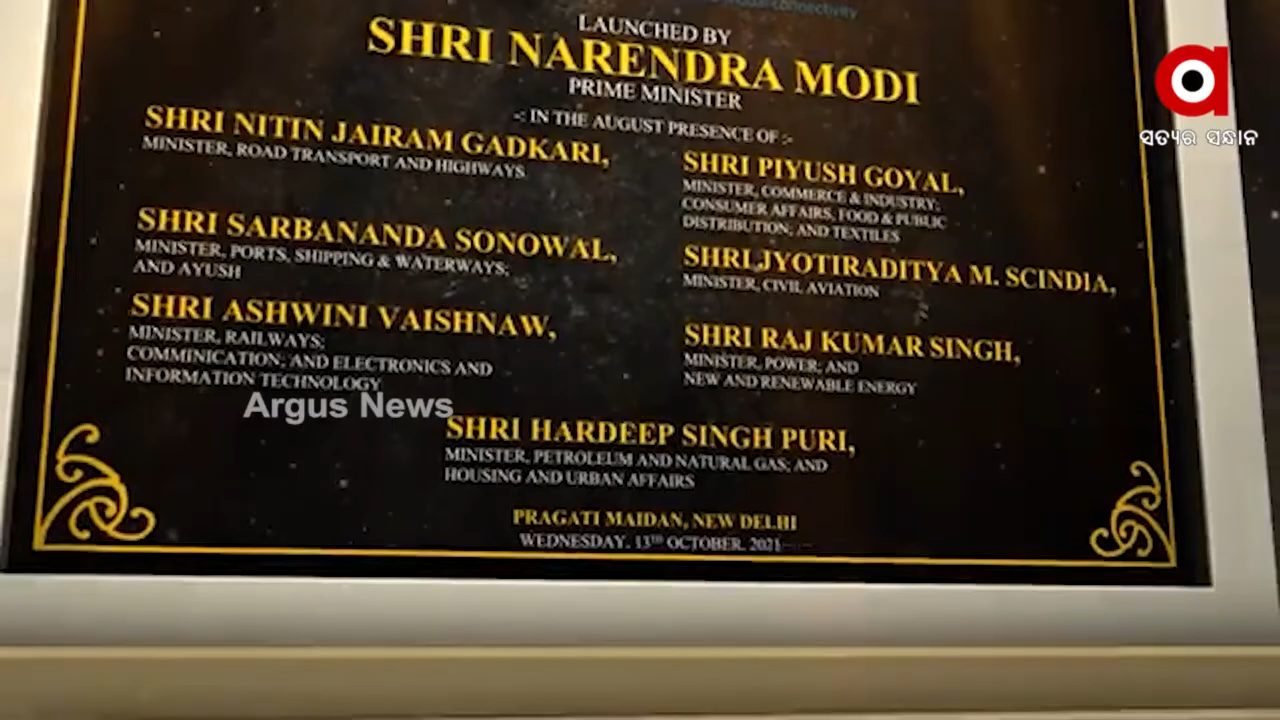 LAUNCHED BY
SHRI NARENDRA MODI
PRIME MINISTER
-: IN THE AUGUST PRESENCE OF :-
SHRI NITIN JAIRAM GADKARI,
MINISTER, ROAD TRANSPORT AND HIGHWAYS
SHRI PIYUSH GOYAL,
MINISTER, COMMERCE & INDUSTRY;
CONSUMER AFFAIRS, FOOD & PUBLIC
DISTRIBUTION; AND TEXTILES
SHRI SARBANANDA SONOWAL,
MINISTER, PORTS, SHIPPING & WATERWAYS;
AND AYUSH
SHRI JYOTIRADITYA M. SCINDIA,
MINISTER, CIVIL AVIATION
SHRI ASHWINI VAISHNAW,
MINISTER, RAILWAYS;
COMMINICATION; AND ELECTRONICS AND
INFORMATION TECHNOLOGY
SHRI RAJ KUMAR SINGH,
MINISTER, POWER; AND
NEW AND RENEWABLE ENERGY
SHRI HARDEEP SINGH PURI,
MINISTER, PETROLEUM AND NATURAL GAS; AND
HOUSING AND URBAN AFFAIRS
PRAGATI MAIDAN, NEW DELHI
WEDNESDAY, 13TH OCTOBER, 2021
Argus News
a
ସତ୍ୟର ସନ୍ଧାନ